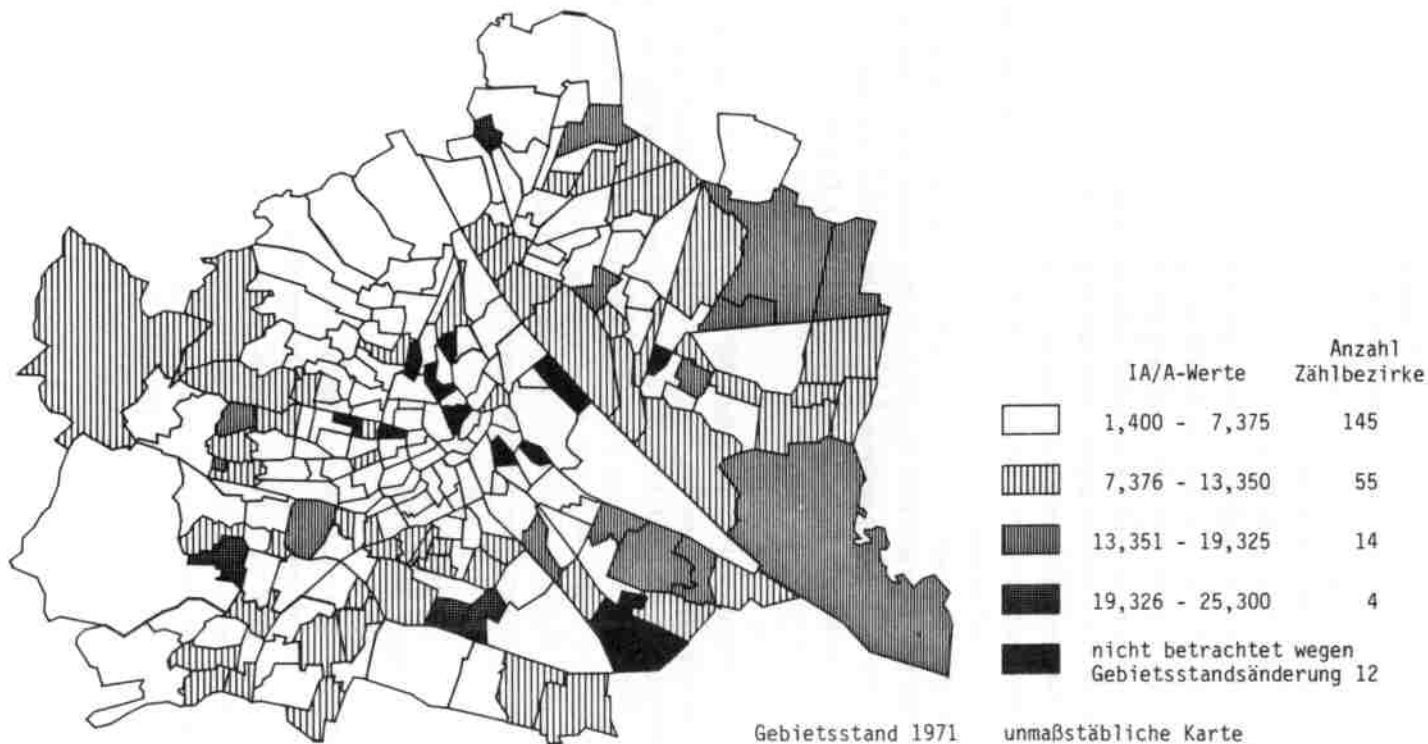 Anzahl
IA/A-Werte Zählbezirke
1,400 - 7,375 145
7,376 - 13,350 55
13,351 - 19,325 14
19,326 - 25,300 4
nicht betrachtet wegen
Gebietsstandsänderung 12
Gebietsstand 1971 unmaßstäbliche Karte